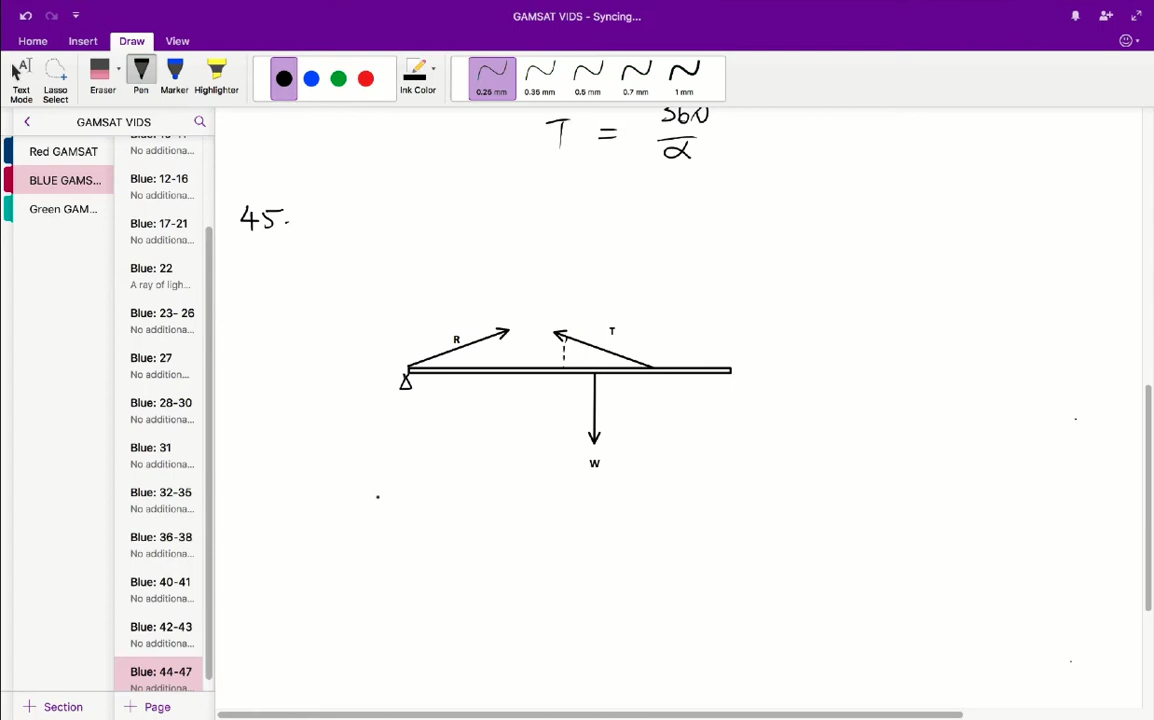 GAMSAT VIDS - Syncing...
Home Insert Draw View
Text Mode
Lasso Select
Eraser
Pen
Marker
Highlighter
Ink Color
0.25 mm
0.35 mm
0.5 mm
0.7 mm
1 mm
GAMSAT VIDS
Red GAMSAT
BLUE GAMS...
Green GAM...
No additiona...
Blue: 12-16
No additiona...
Blue: 17-21
No additiona...
Blue: 22
A ray of ligh...
Blue: 23- 26
No additiona...
Blue: 27
No addition...
Blue: 28-30
No additiona...
Blue: 31
No additiona...
Blue: 32-35
No additiona...
Blue: 36-38
No additiona...
Blue: 40-41
No additiona...
Blue: 42-43
No additiona...
Blue: 44-47
No additiona...
+ Section
+ Page
T = / α
45.
R
T
W